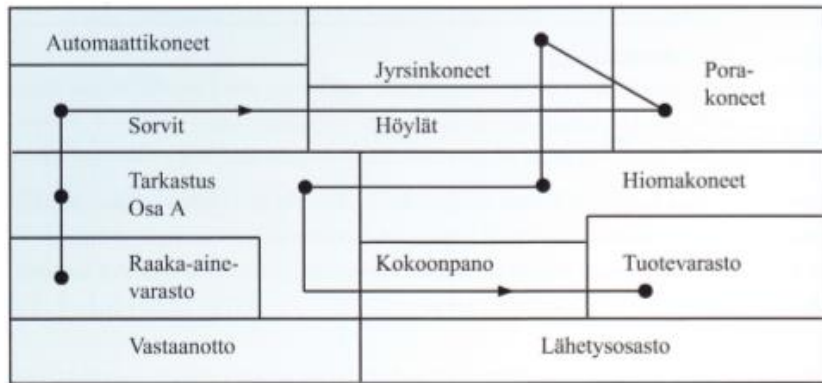 Automaattikoneet
Jyrsinkoneet
Pora-
koneet
Sorvit
Höylät
Tarkastus
Osa A
Hiomakoneet
Raaka-aine-
varasto
Kokoonpano
Tuotevarasto
Vastaanotto
Lähetysosasto